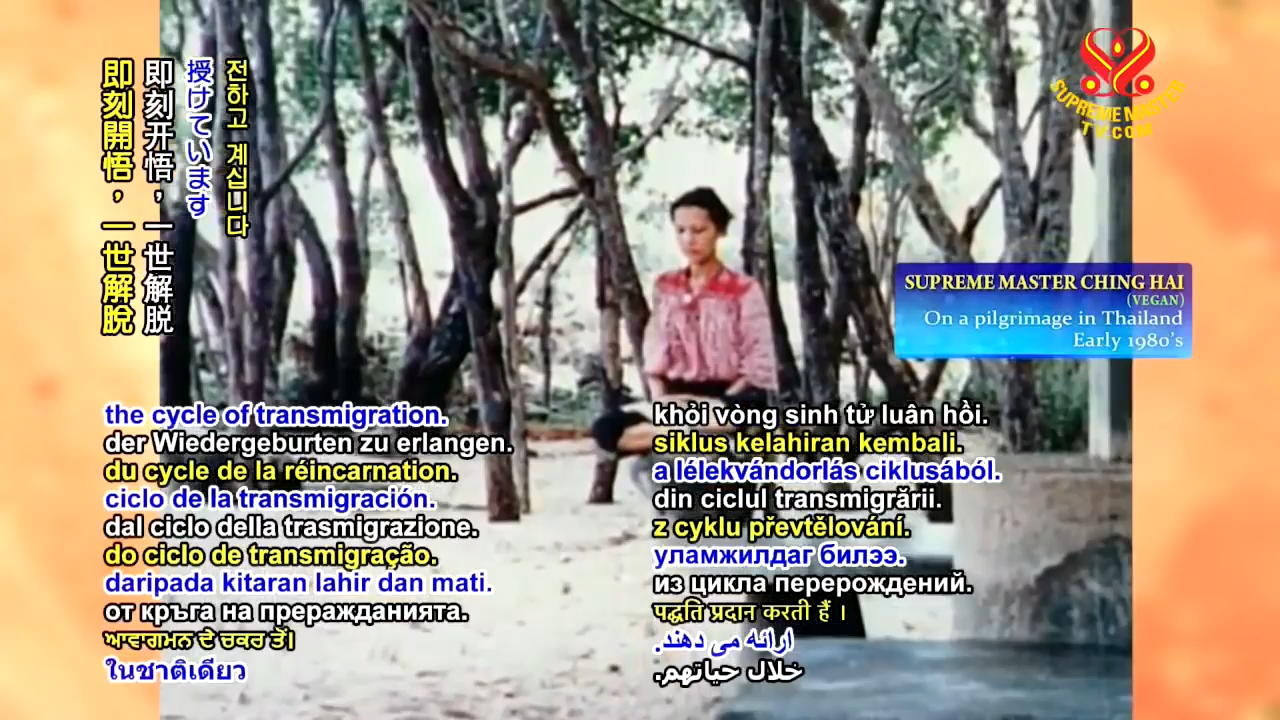 即刻開悟，一世解脫
即刻开悟，一世解脱
授けています
전하고 계십니다
SUPREME MASTER
TV.COM
SUPREME MASTER CHING HAI
(VEGAN)
On a pilgrimage in Thailand
Early 1980's
the cycle of transmigration.
der Wiedergeburten zu erlangen.
du cycle de la réincarnation.
ciclo de la transmigración.
dal ciclo della trasmigrazione.
do ciclo de transmigração.
daripada kitaran lahir dan mati.
от кръга на преражданията.
ਆਵਾਗਮਨ ਦੇ ਚਕਰ ਤੋਂ|
ในชาติเดียว
khỏi vòng sinh tử luân hồi.
siklus kelahiran kembali.
a lélekvándorlás ciklusából.
din ciclul transmigrării.
z cyklu převtělování.
уламжилдаг билээ.
из цикла перерождений.
पद्धति प्रदान करती हैं ।
ارائه می دهند.
خلال حياتهم.